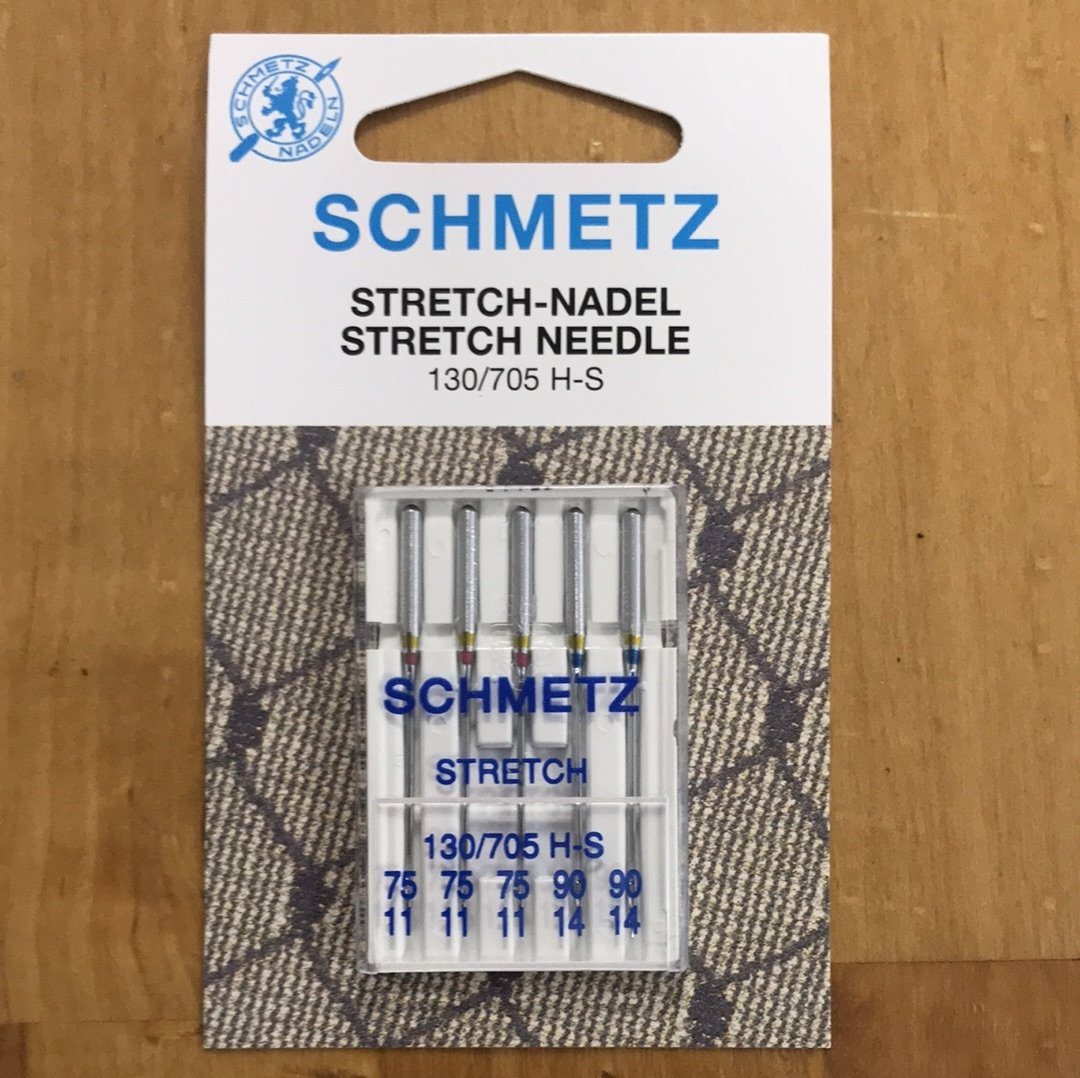 SCHMETZ
NADELN
SCHMETZ
STRETCH-NADEL
STRETCH NEEDLE
130/705 H-S
SCHMETZ
STRETCH
130/705 H-S
75 75 75 90 90
11 11 11 14 14